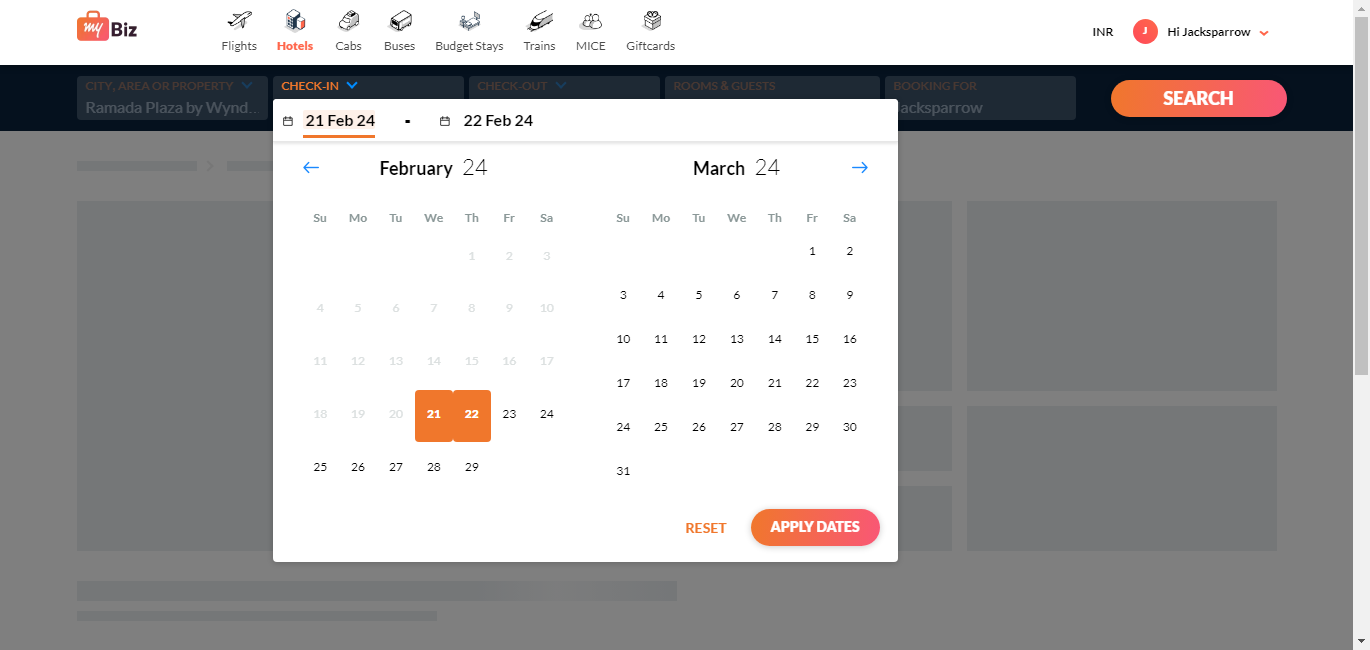 my Biz
Flights Hotels Cabs Buses Budget Stays Trains MICE Giftcards
INR J Hi Jacksparrow
CITY, AREA OR PROPERTY CHECK-IN CHECK-OUT ROOMS & GUESTS BOOKING FOR
Ramada Plaza by Wynd.. Jacksparrow
SEARCH
21 Feb 24 - 22 Feb 24
February 24
Su Mo Tu We Th Fr Sa
1 2 3
4 5 6 7 8 9 10
11 12 13 14 15 16 17
18 19 20 21 22 23 24
25 26 27 28 29
March 24
Su Mo Tu We Th Fr Sa
1 2
3 4 5 6 7 8 9
10 11 12 13 14 15 16
17 18 19 20 21 22 23
24 25 26 27 28 29 30
31
RESET APPLY DATES